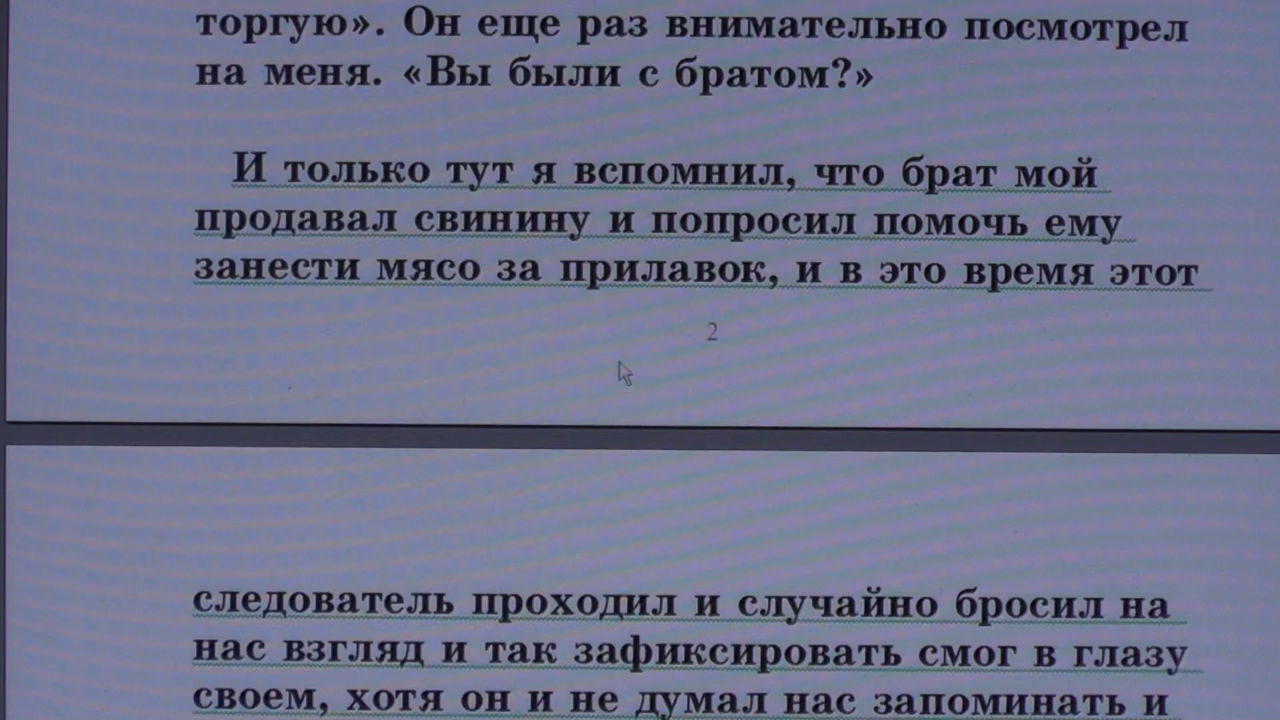 торгую». Он еще раз внимательно посмотрел
на меня. «Вы были с братом?»
И только тут я вспомнил, что брат мой
продавал свинину и попросил помочь ему
занести мясо за прилавок, и в это время этот
2
следователь проходил и случайно бросил на
нас взгляд и так зафиксировать смог в глазу
своем, хотя он и не думал нас запоминать и